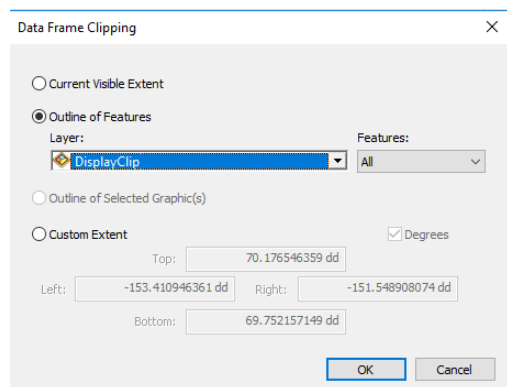 Data Frame Clipping
Current Visible Extent
Outline of Features
Layer: Features:
DisplayClip All
Outline of Selected Graphic(s)
Custom Extent Degrees
Top: 70.176546359 dd
Left: -153.410946361 dd Right: -151.548908074 dd
Bottom: 69.752157149 dd
OK Cancel